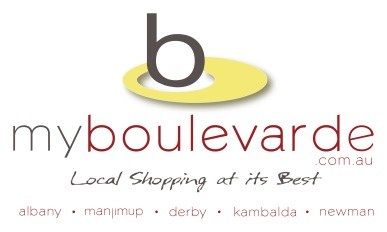 b
myboulevarde
.com.au
Local Shopping at its Best
albany • manjimup • derby • kambalda • newman